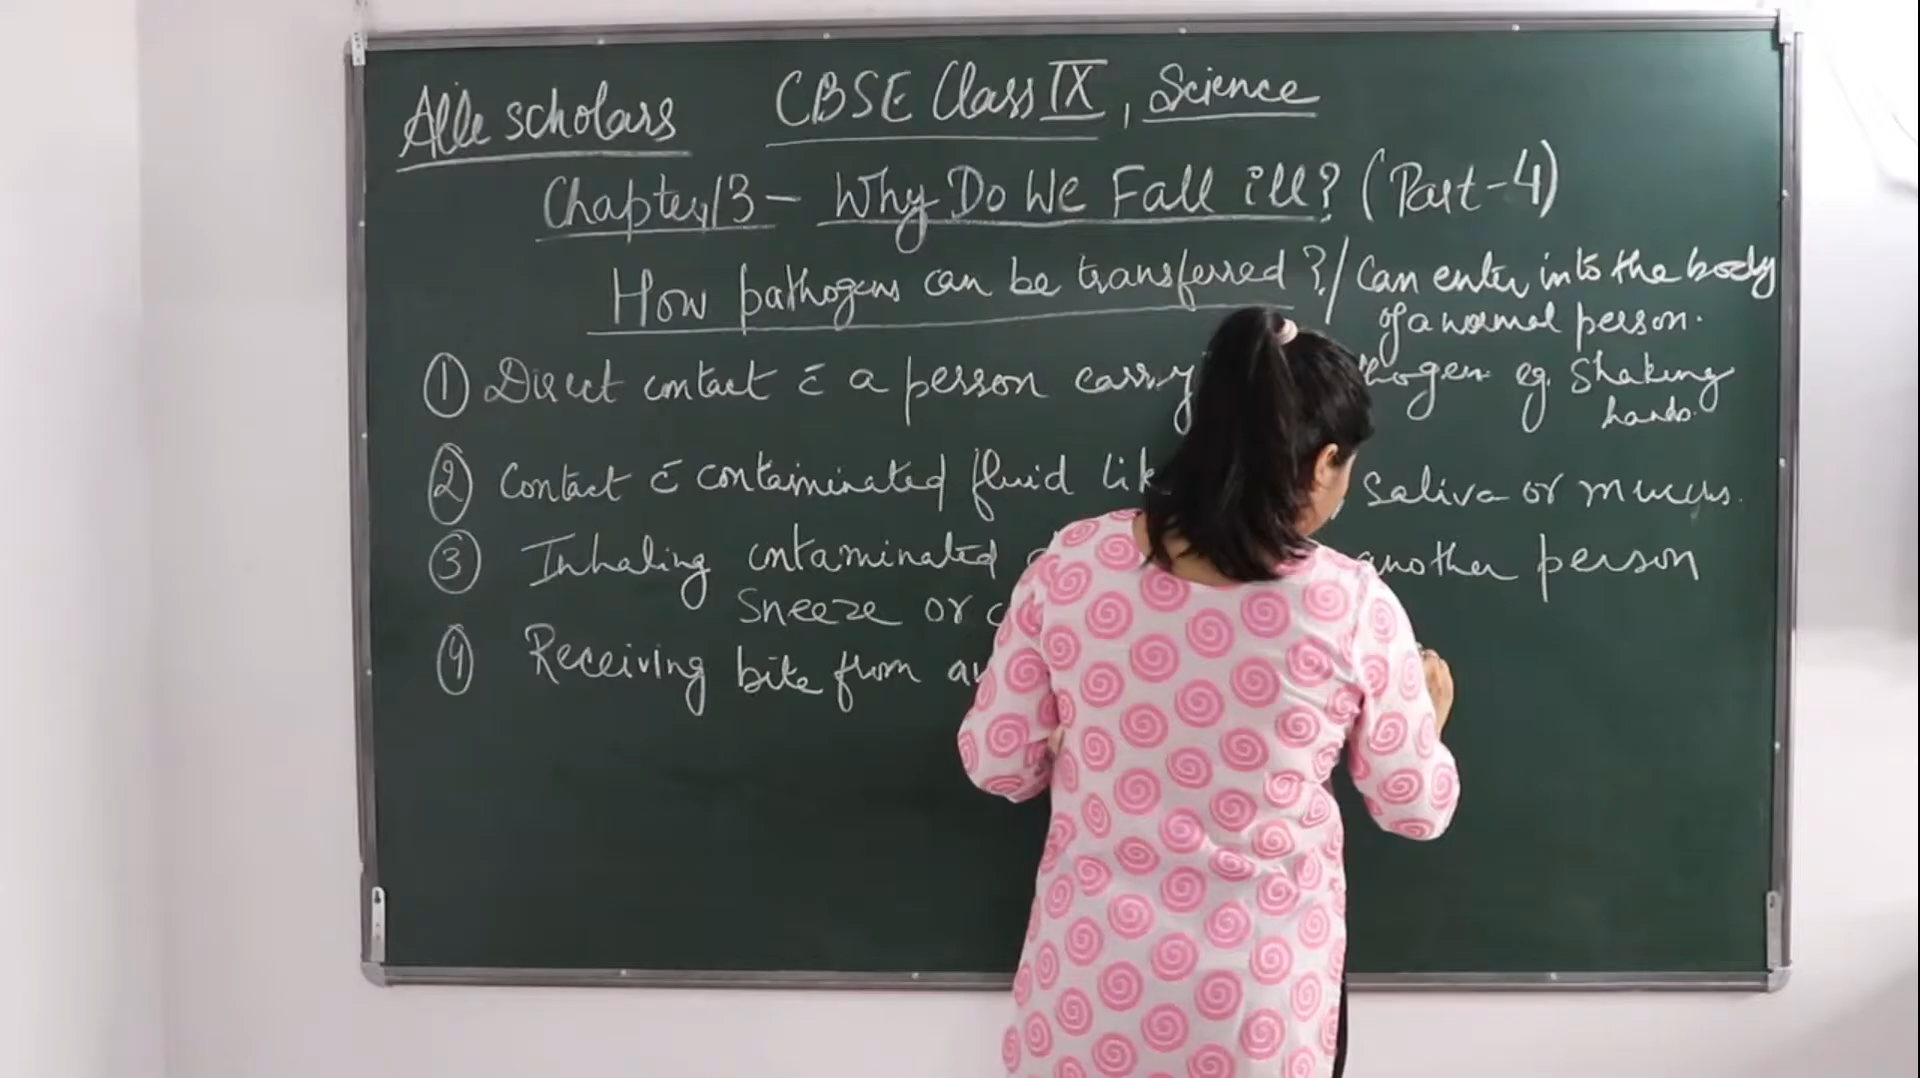 Alle scholars CBSE Class IX, Science
Chapter 13 - Why Do We Fall ill? (Part-4)
How pathogens can be transferred ?/ Can enter into the body
of a normal person.
① Direct contact c̄ a person carry hogen eg. Shaking
hands.
② Contact c̄ contaminated fluid Lik Saliva or mucus.
③ Inhaling contaminated another person
Sneeze or c
④ Receiving bite from an